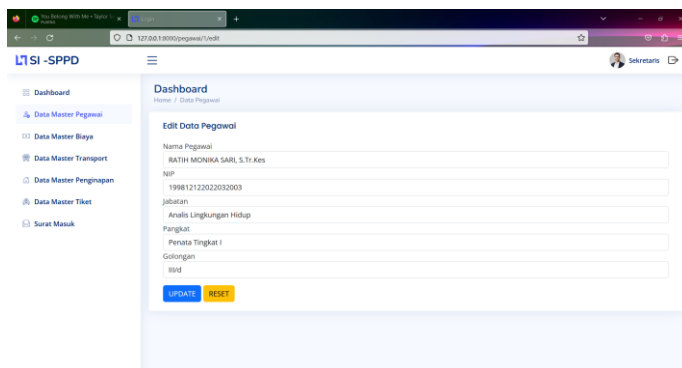 You Belong With Me • Taylor S
Login
127.0.0.1:8000/pegawai/1/edit
SI -SPPD
Sekretaris
Dashboard
Data Master Pegawai
Data Master Biaya
Data Master Transport
Data Master Penginapan
Data Master Tiket
Surat Masuk
Dashboard
Home / Data Pegawai
Edit Data Pegawai
Nama Pegawai
RATIH MONIKA SARI, S.Tr.Kes
NIP
199812122022032003
Jabatan
Analis Lingkungan Hidup
Pangkat
Penata Tingkat I
Golongan
III/d
UPDATE RESET